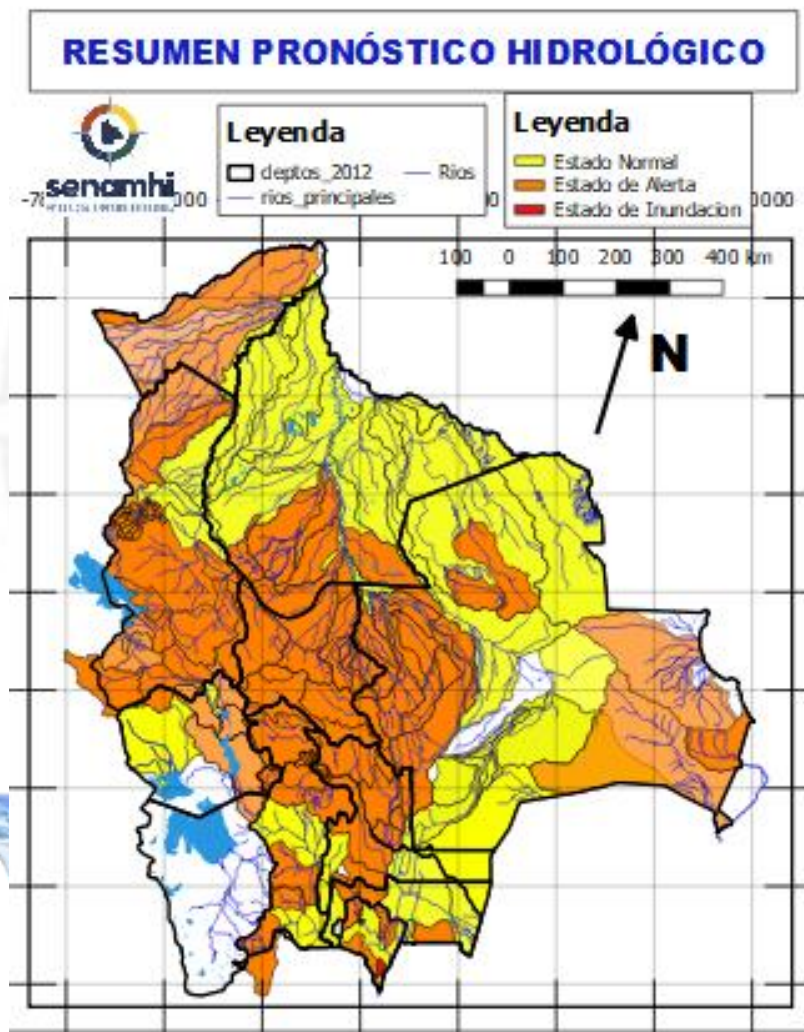 RESUMEN PRONÓSTICO HIDROLÓGICO
senamhi
Leyenda
deptos_2012
Rios
rios_principales
Leyenda
Estado Normal
Estado de Alerta
Estado de Inundacion
100 0 100 200 300 400 km
N